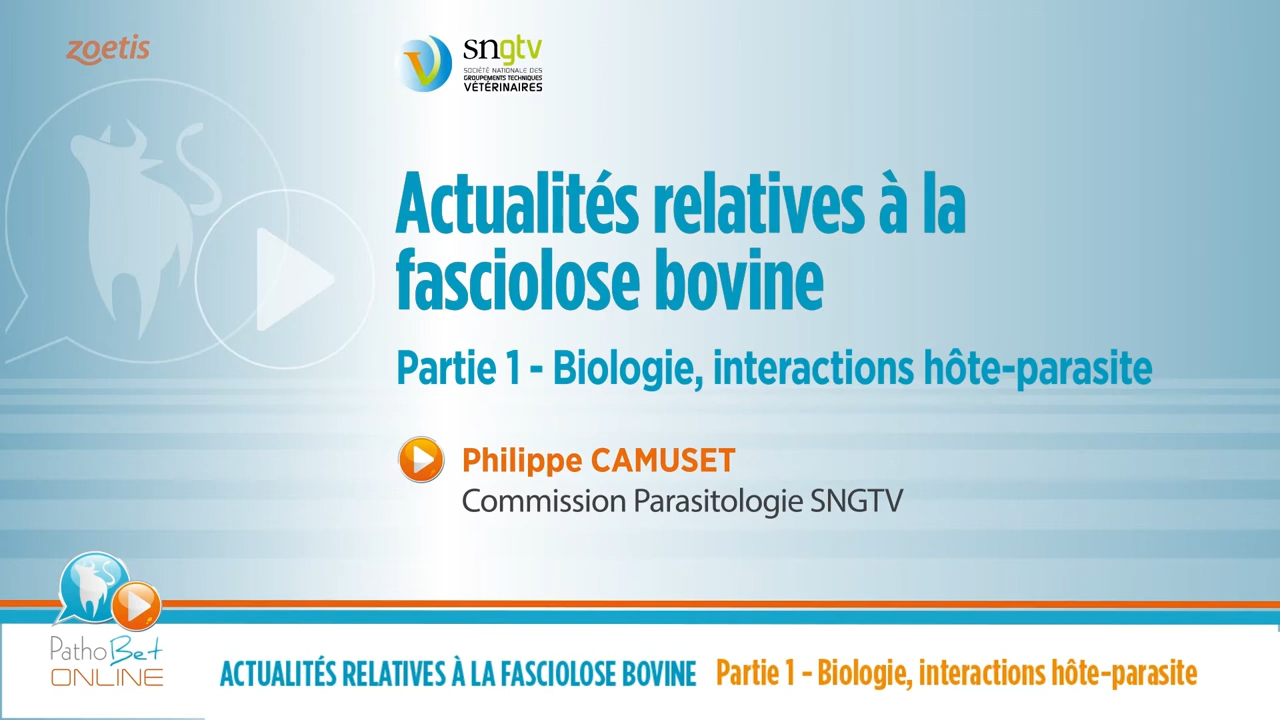 zoetis
sngtv
SOCIÉTÉ NATIONALE DES
GROUPEMENTS TECHNIQUES
VÉTÉRINAIRES
Actualités relatives à la
fasciolose bovine
Partie 1 - Biologie, interactions hôte-parasite
Philippe CAMUSET
Commission Parasitologie SNGTV
Patho Bet
ONLINE
ACTUALITÉS RELATIVES À LA FASCIOLOSE BOVINE Partie 1 - Biologie, interactions hôte-parasite